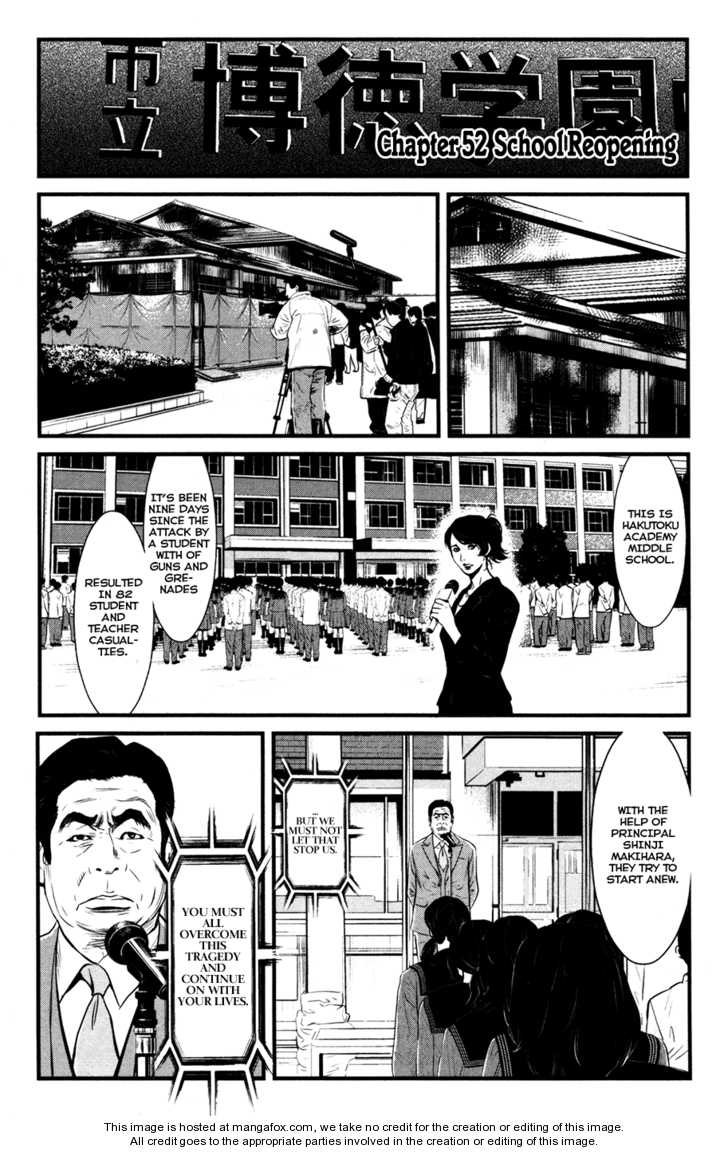 市立 博徳学園
Chapter 52 School Reopening
THIS IS
HAKUTOKU
ACADEMY
MIDDLE
SCHOOL.
IT'S BEEN
NINE DAYS
SINCE THE
ATTACK BY
A STUDENT
WITH OF
GUNS AND
GRE-
NADES
RESULTED
IN 82
STUDENT
AND
TEACHER
CASUAL-
TIES.
WITH THE
HELP OF
PRINCIPAL
SHINJI
MAKIHARA,
THEY TRY TO
START ANEW.
...
BUT WE
MUST NOT
LET THAT
STOP US.
YOU MUST
ALL
OVERCOME
THIS
TRAGEDY
AND
CONTINUE
ON WITH
YOUR LIVES.
This image is hosted at mangafox.com, we take no credit for the creation or editing of this image.
All credit goes to the appropriate parties involved in the creation or editing of this image.